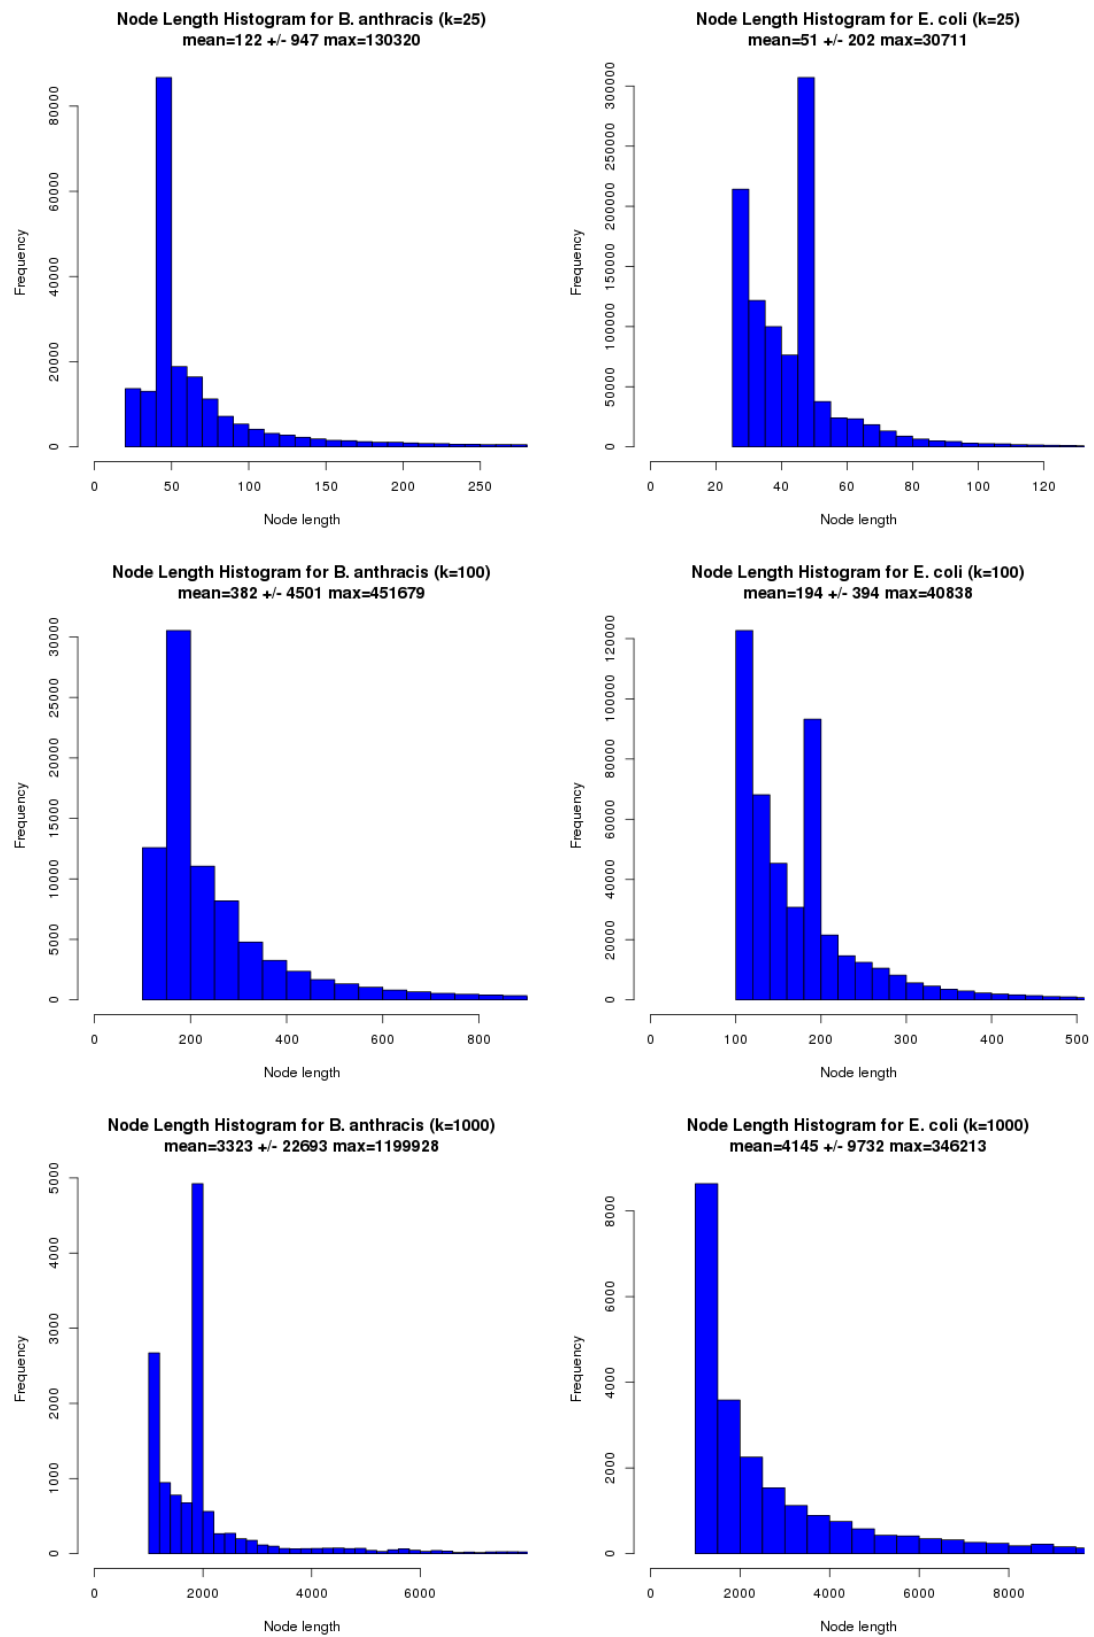 Node Length Histogram for B. anthracis (k=25)
mean=122 +/- 947 max=130320
80000
60000
40000
20000
0
Frequency
0 50 100 150 200 250
Node length
Node Length Histogram for E. coli (k=25)
mean=51 +/- 202 max=30711
300000
250000
200000
150000
100000
50000
0
Frequency
0 20 40 60 80 100 120
Node length
Node Length Histogram for B. anthracis (k=100)
mean=382 +/- 4501 max=451679
30000
25000
20000
15000
10000
5000
0
Frequency
0 200 400 600 800
Node length
Node Length Histogram for E. coli (k=100)
mean=194 +/- 394 max=40838
120000
100000
80000
60000
40000
20000
0
Frequency
0 100 200 300 400 500
Node length
Node Length Histogram for B. anthracis (k=1000)
mean=3323 +/- 22693 max=1199928
5000
4000
3000
2000
1000
0
Frequency
0 2000 4000 6000
Node length
Node Length Histogram for E. coli (k=1000)
mean=4145 +/- 9732 max=346213
8000
6000
4000
2000
0
Frequency
0 2000 4000 6000 8000
Node length